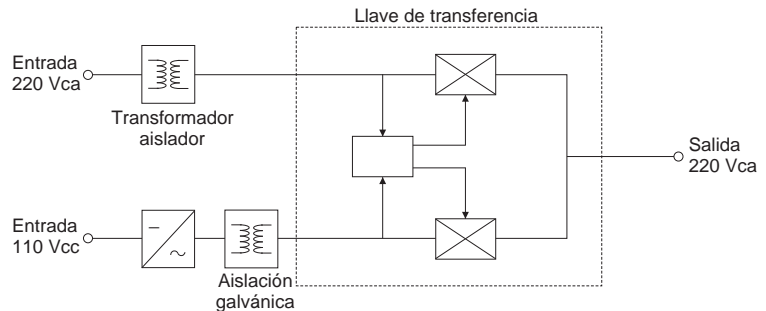 Llave de transferencia
Entrada
220 Vca
Transformador
aislador
Salida
220 Vca
Entrada
110 Vcc
Aislación
galvánica